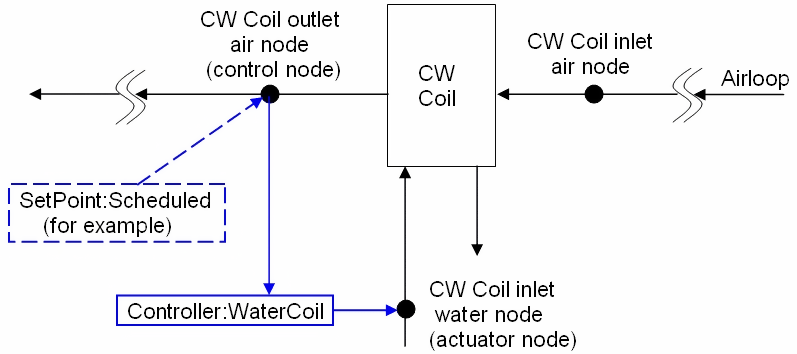 CW Coil outlet
air node
(control node)
CW
Coil
CW Coil inlet
air node
Airloop
SetPoint:Scheduled
(for example)
Controller:WaterCoil
CW Coil inlet
water node
(actuator node)